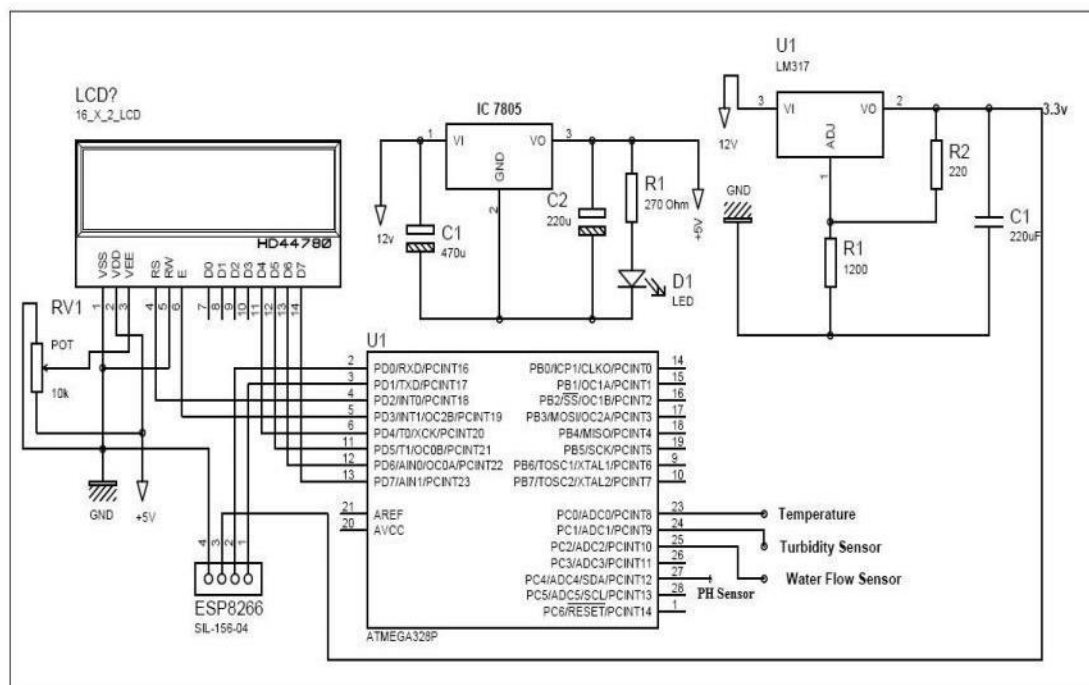 LCD?
16_X_2_LCD
HD44780
VSS
VDD
VEE
RS
RW
E
D0
D1
D2
D3
D4
D5
D6
D7
1
2
3
4
5
6
7
8
9
10
11
12
13
14
RV1
POT
10k
GND
+5V
IC 7805
1
VI
VO
3
GND
2
12v
C1
470u
C2
220u
R1
270 Ohm
D1
LED
+5V
U1
LM317
3
VI
VO
2
3.3v
12V
ADJ
1
R2
220
GND
R1
1200
C1
220uF
U1
2 PD0/RXD/PCINT16
3 PD1/TXD/PCINT17
4 PD2/INT0/PCINT18
5 PD3/INT1/OC2B/PCINT19
6 PD4/T0/XCK/PCINT20
11 PD5/T1/OC0B/PCINT21
12 PD6/AIN0/OC0A/PCINT22
13 PD7/AIN1/PCINT23
21 AREF
20 AVCC
PB0/ICP1/CLKO/PCINT0 14
PB1/OC1A/PCINT1 15
PB2/SS/OC1B/PCINT2 16
PB3/MOSI/OC2A/PCINT3 17
PB4/MISO/PCINT4 18
PB5/SCK/PCINT5 19
PB6/TOSC1/XTAL1/PCINT6 9
PB7/TOSC2/XTAL2/PCINT7 10
PC0/ADC0/PCINT8 23 Temperature
PC1/ADC1/PCINT9 24 Turbidity Sensor
PC2/ADC2/PCINT10 25 Water Flow Sensor
PC3/ADC3/PCINT11 26
PC4/ADC4/SDA/PCINT12 27 PH Sensor
PC5/ADC5/SCL/PCINT13 28
PC6/RESET/PCINT14 1
ATMEGA328P
4
3
2
1
ESP8266
SIL-156-04